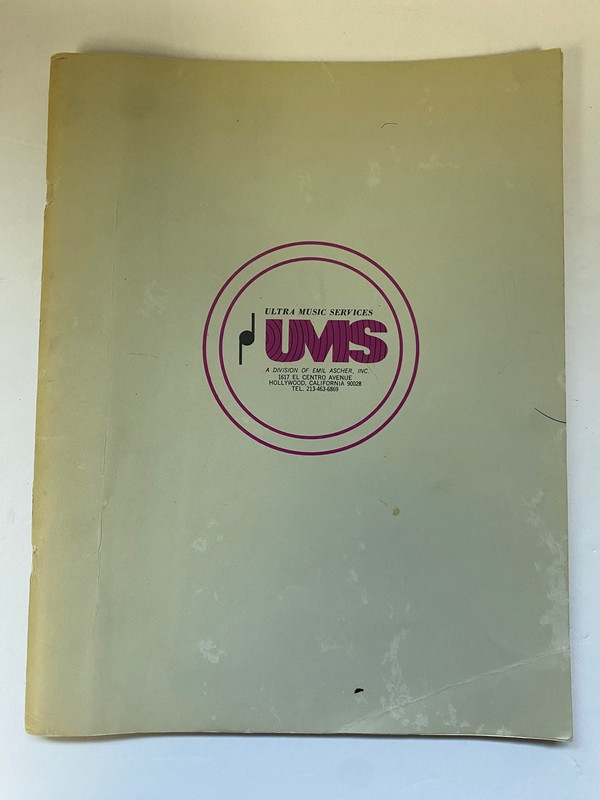 ULTRA MUSIC SERVICES
UMS
A DIVISION OF EMIL ASCHER, INC.
1617 EL CENTRO AVENUE
HOLLYWOOD, CALIFORNIA 90028
TEL. 213-463-6869